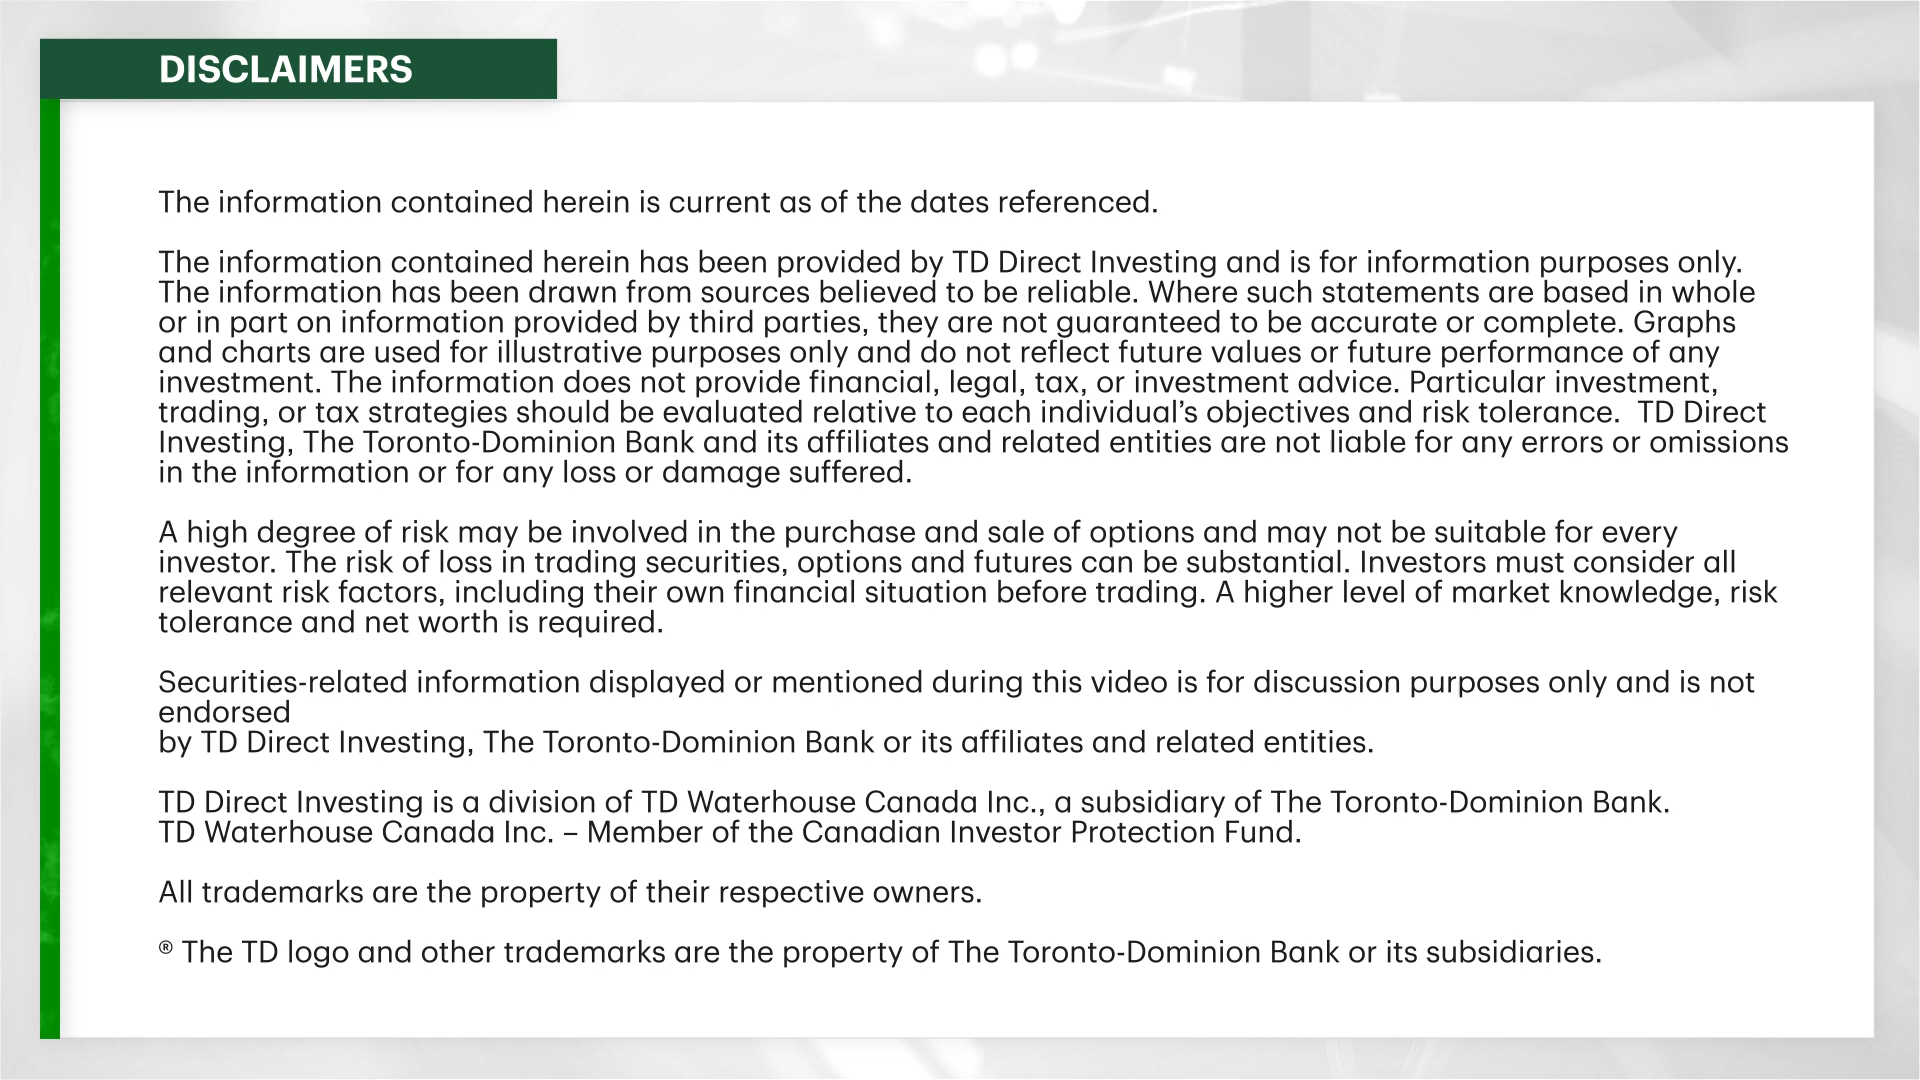 DISCLAIMERS
The information contained herein is current as of the dates referenced.
The information contained herein has been provided by TD Direct Investing and is for information purposes only.
The information has been drawn from sources believed to be reliable. Where such statements are based in whole
or in part on information provided by third parties, they are not guaranteed to be accurate or complete. Graphs
and charts are used for illustrative purposes only and do not reflect future values or future performance of any
investment. The information does not provide financial, legal, tax, or investment advice. Particular investment,
trading, or tax strategies should be evaluated relative to each individual’s objectives and risk tolerance.  TD Direct
Investing, The Toronto-Dominion Bank and its affiliates and related entities are not liable for any errors or omissions
in the information or for any loss or damage suffered.
A high degree of risk may be involved in the purchase and sale of options and may not be suitable for every
investor. The risk of loss in trading securities, options and futures can be substantial. Investors must consider all
relevant risk factors, including their own financial situation before trading. A higher level of market knowledge, risk
tolerance and net worth is required.
Securities-related information displayed or mentioned during this video is for discussion purposes only and is not
endorsed
by TD Direct Investing, The Toronto-Dominion Bank or its affiliates and related entities.
TD Direct Investing is a division of TD Waterhouse Canada Inc., a subsidiary of The Toronto-Dominion Bank.
TD Waterhouse Canada Inc. – Member of the Canadian Investor Protection Fund.
All trademarks are the property of their respective owners.
® The TD logo and other trademarks are the property of The Toronto-Dominion Bank or its subsidiaries.